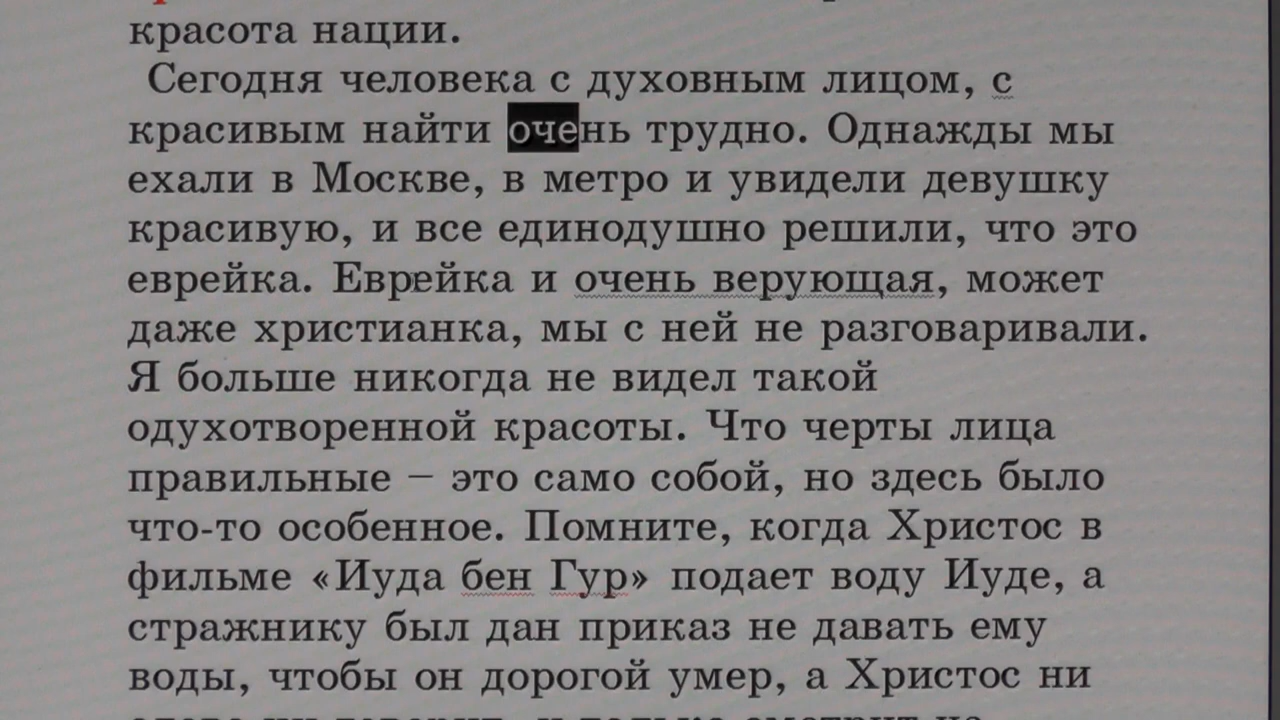 красота нации.
Сегодня человека с духовным лицом, с
красивым найти очень трудно. Однажды мы
ехали в Москве, в метро и увидели девушку
красивую, и все единодушно решили, что это
еврейка. Еврейка и очень верующая, может
даже христианка, мы с ней не разговаривали.
Я больше никогда не видел такой
одухотворенной красоты. Что черты лица
правильные – это само собой, но здесь было
что-то особенное. Помните, когда Христос в
фильме «Иуда бен Гур» подает воду Иуде, а
стражнику был дан приказ не давать ему
воды, чтобы он дорогой умер, а Христос ни